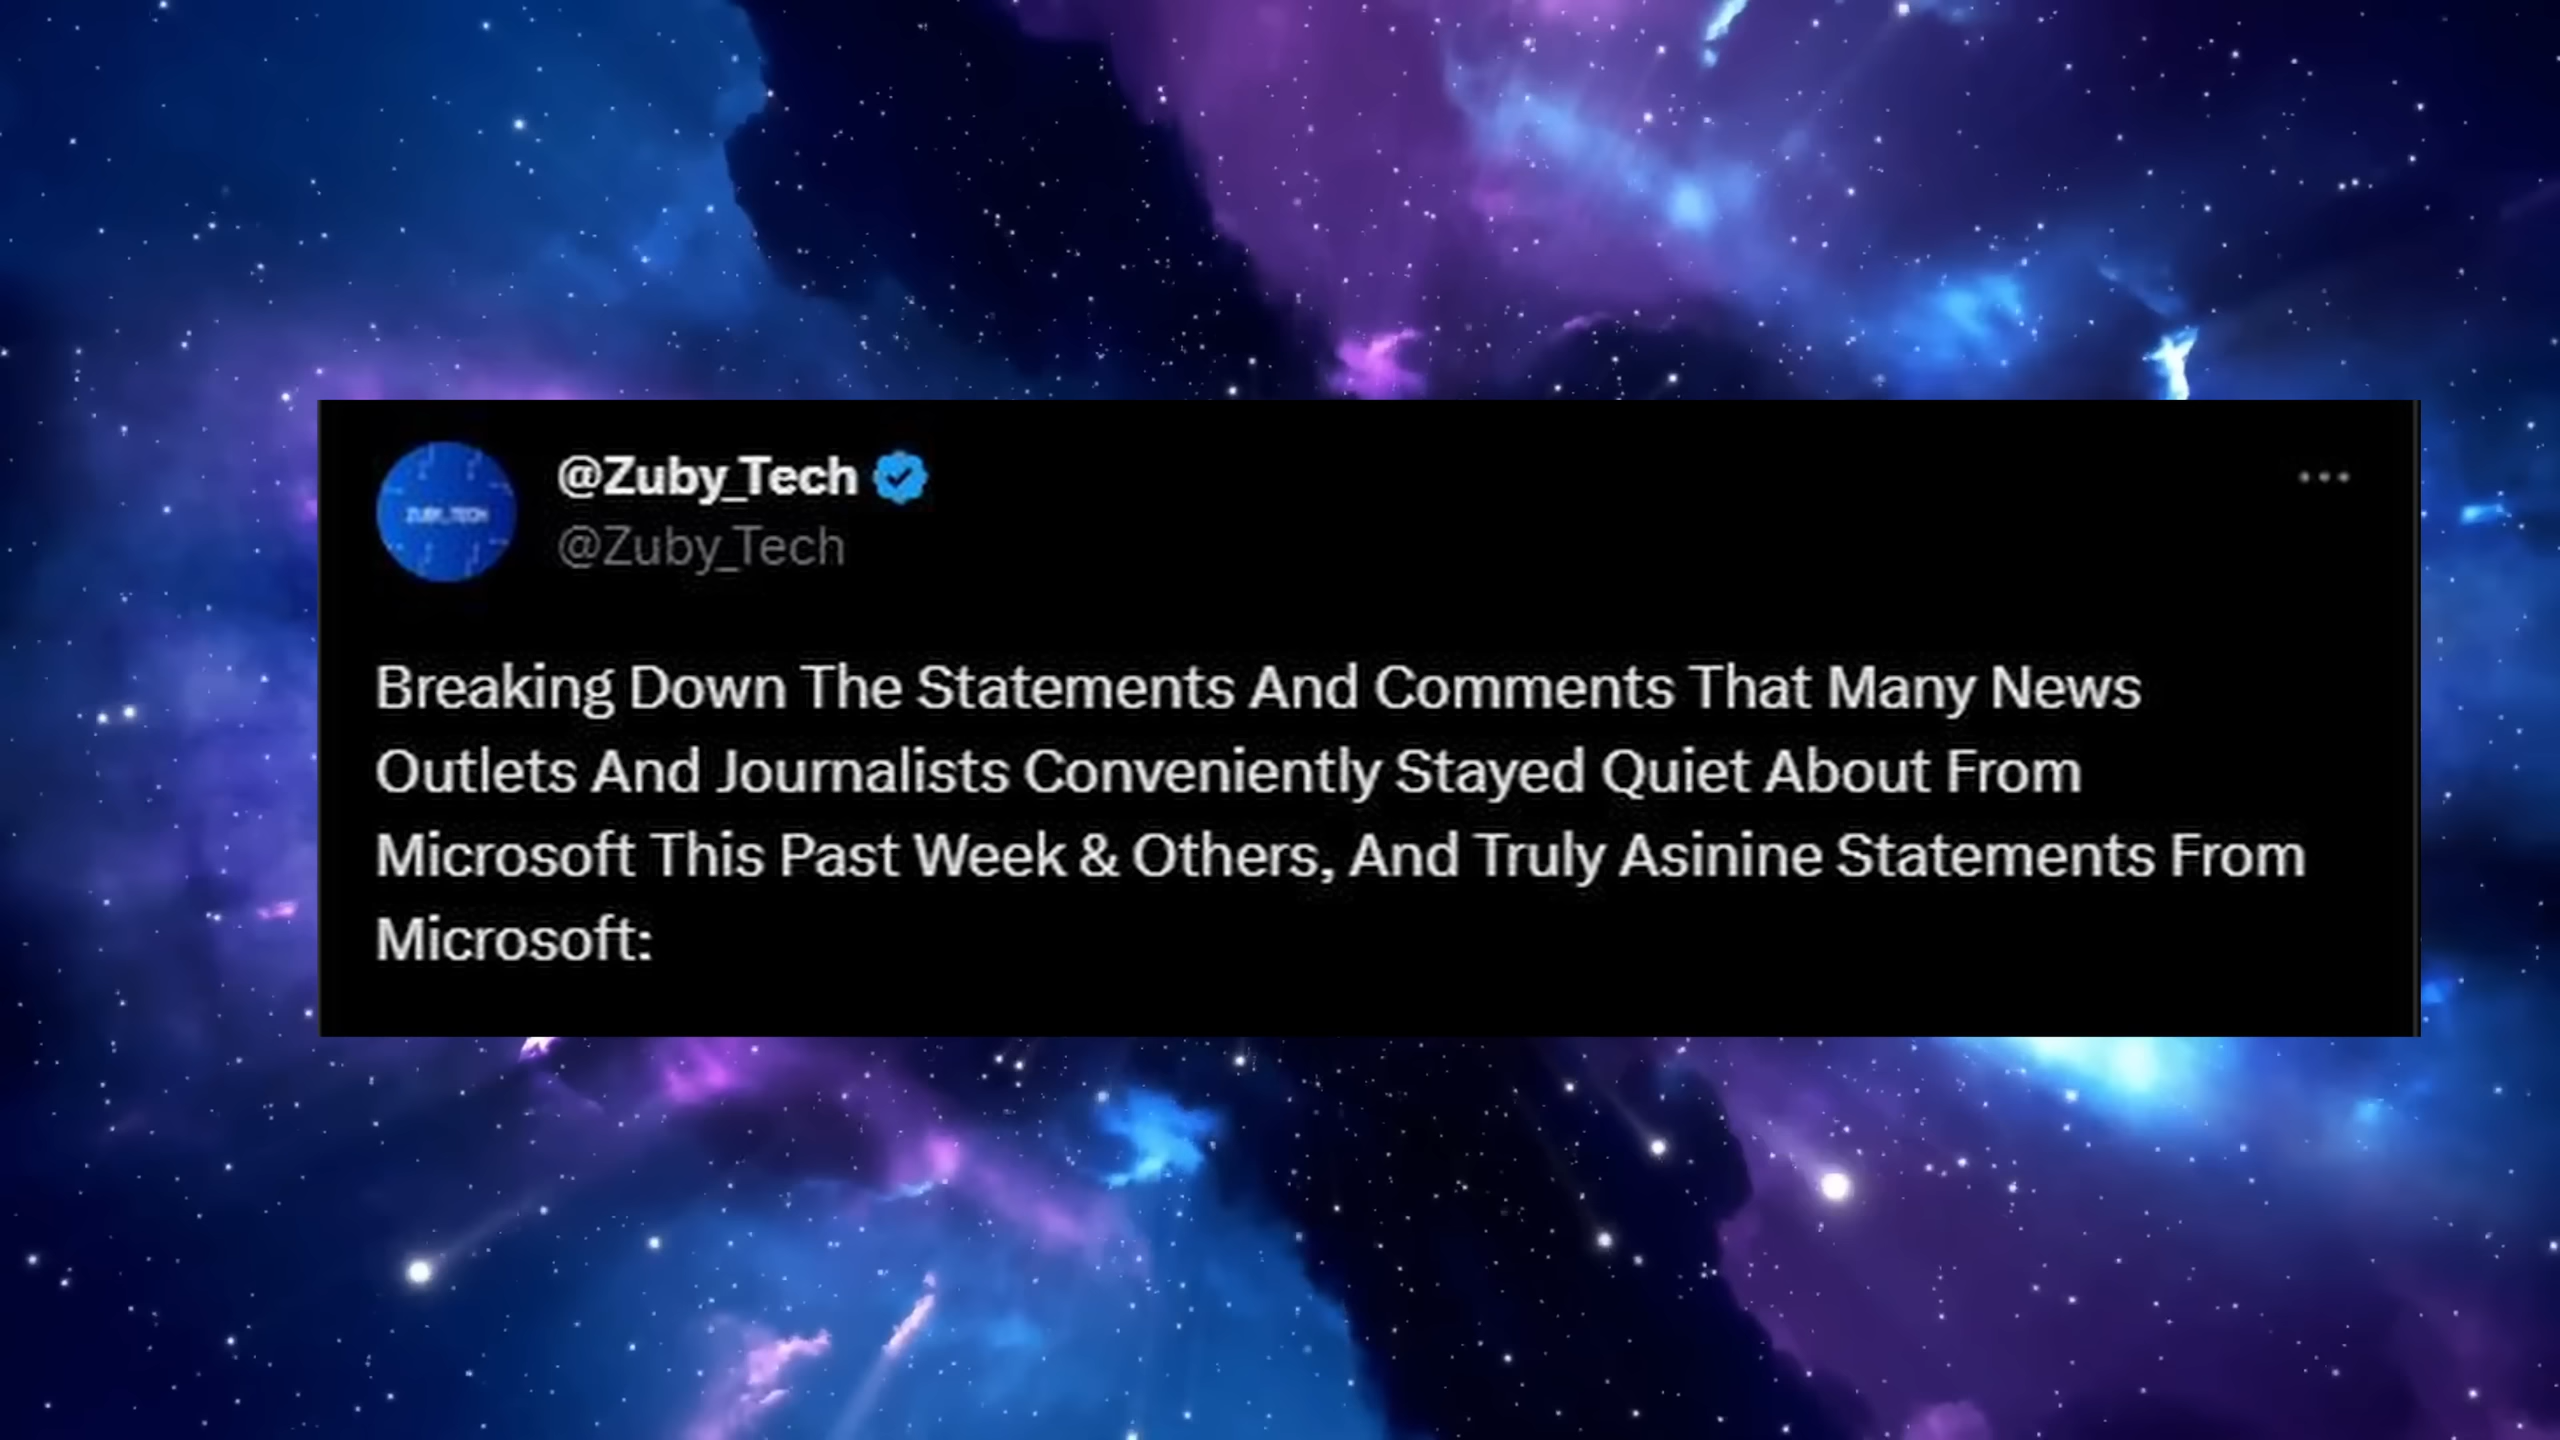 @Zuby_Tech
@Zuby_Tech
ZUBY_TECH
Breaking Down The Statements And Comments That Many News
Outlets And Journalists Conveniently Stayed Quiet About From
Microsoft This Past Week & Others, And Truly Asinine Statements From
Microsoft: